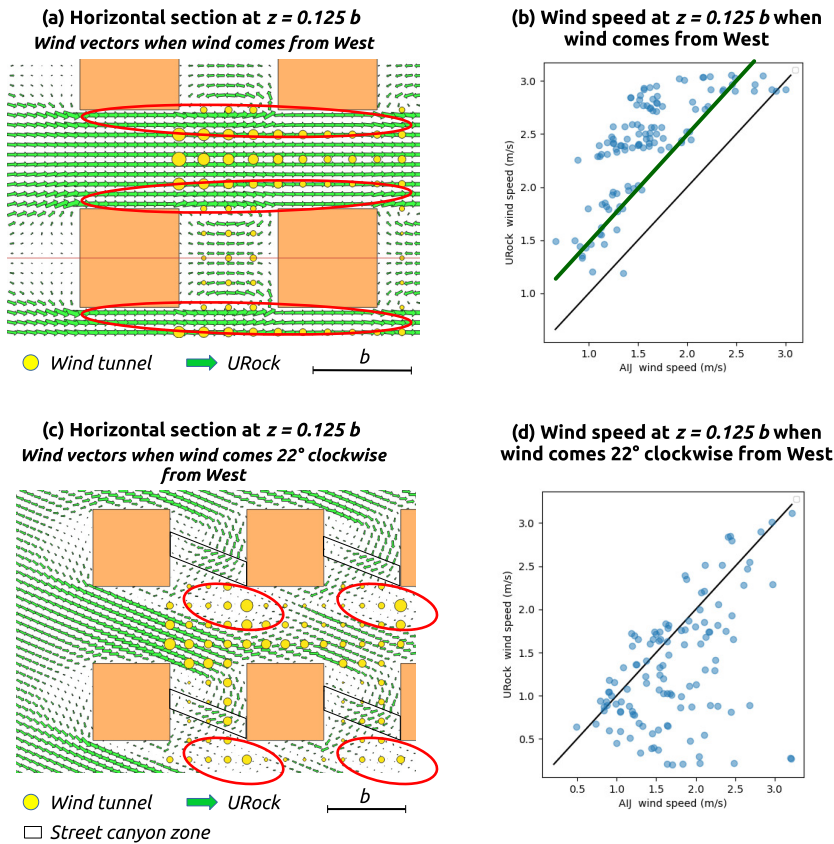 (a) Horizontal section at z = 0.125 b
Wind vectors when wind comes from West
Wind tunnel
URock
b
(b) Wind speed at z = 0.125 b when
wind comes from West
3.0
2.5
2.0
1.5
1.0
URock wind speed (m/s)
1.0 1.5 2.0 2.5 3.0
AIJ wind speed (m/s)
(c) Horizontal section at z = 0.125 b
Wind vectors when wind comes 22° clockwise
from West
Wind tunnel
URock
b
Street canyon zone
(d) Wind speed at z = 0.125 b when
wind comes 22° clockwise from West
3.0
2.5
2.0
1.5
1.0
0.5
URock wind speed (m/s)
0.5 1.0 1.5 2.0 2.5 3.0
AIJ wind speed (m/s)